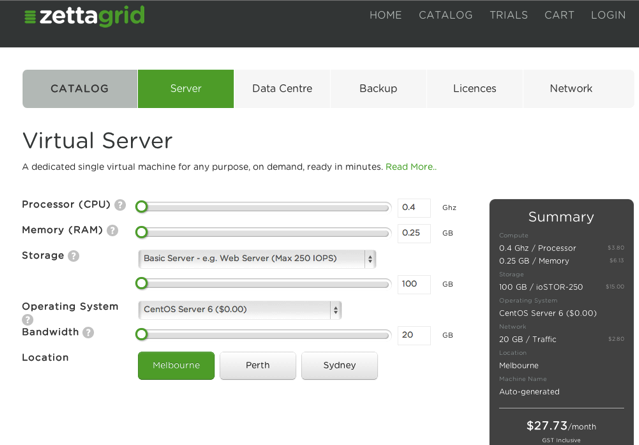 zettagrid
HOME CATALOG TRIALS CART LOGIN
CATALOG Server Data Centre Backup Licences Network
Virtual Server
A dedicated single virtual machine for any purpose, on demand, ready in minutes. Read More..
Processor (CPU) ? 0.4 Ghz
Memory (RAM) ? 0.25 GB
Storage ? Basic Server - e.g. Web Server (Max 250 IOPS)
100 GB
Operating System ? CentOS Server 6 ($0.00)
Bandwidth ? 20 GB
Location Melbourne Perth Sydney
Summary
Compute
0.4 Ghz / Processor $3.80
0.25 GB / Memory $6.13
Storage
100 GB / ioSTOR-250 $15.00
Operating System
CentOS Server 6 ($0.00)
Network
20 GB / Traffic $2.80
Location
Melbourne
Machine Name
Auto-generated
$27.73/month
GST Inclusive